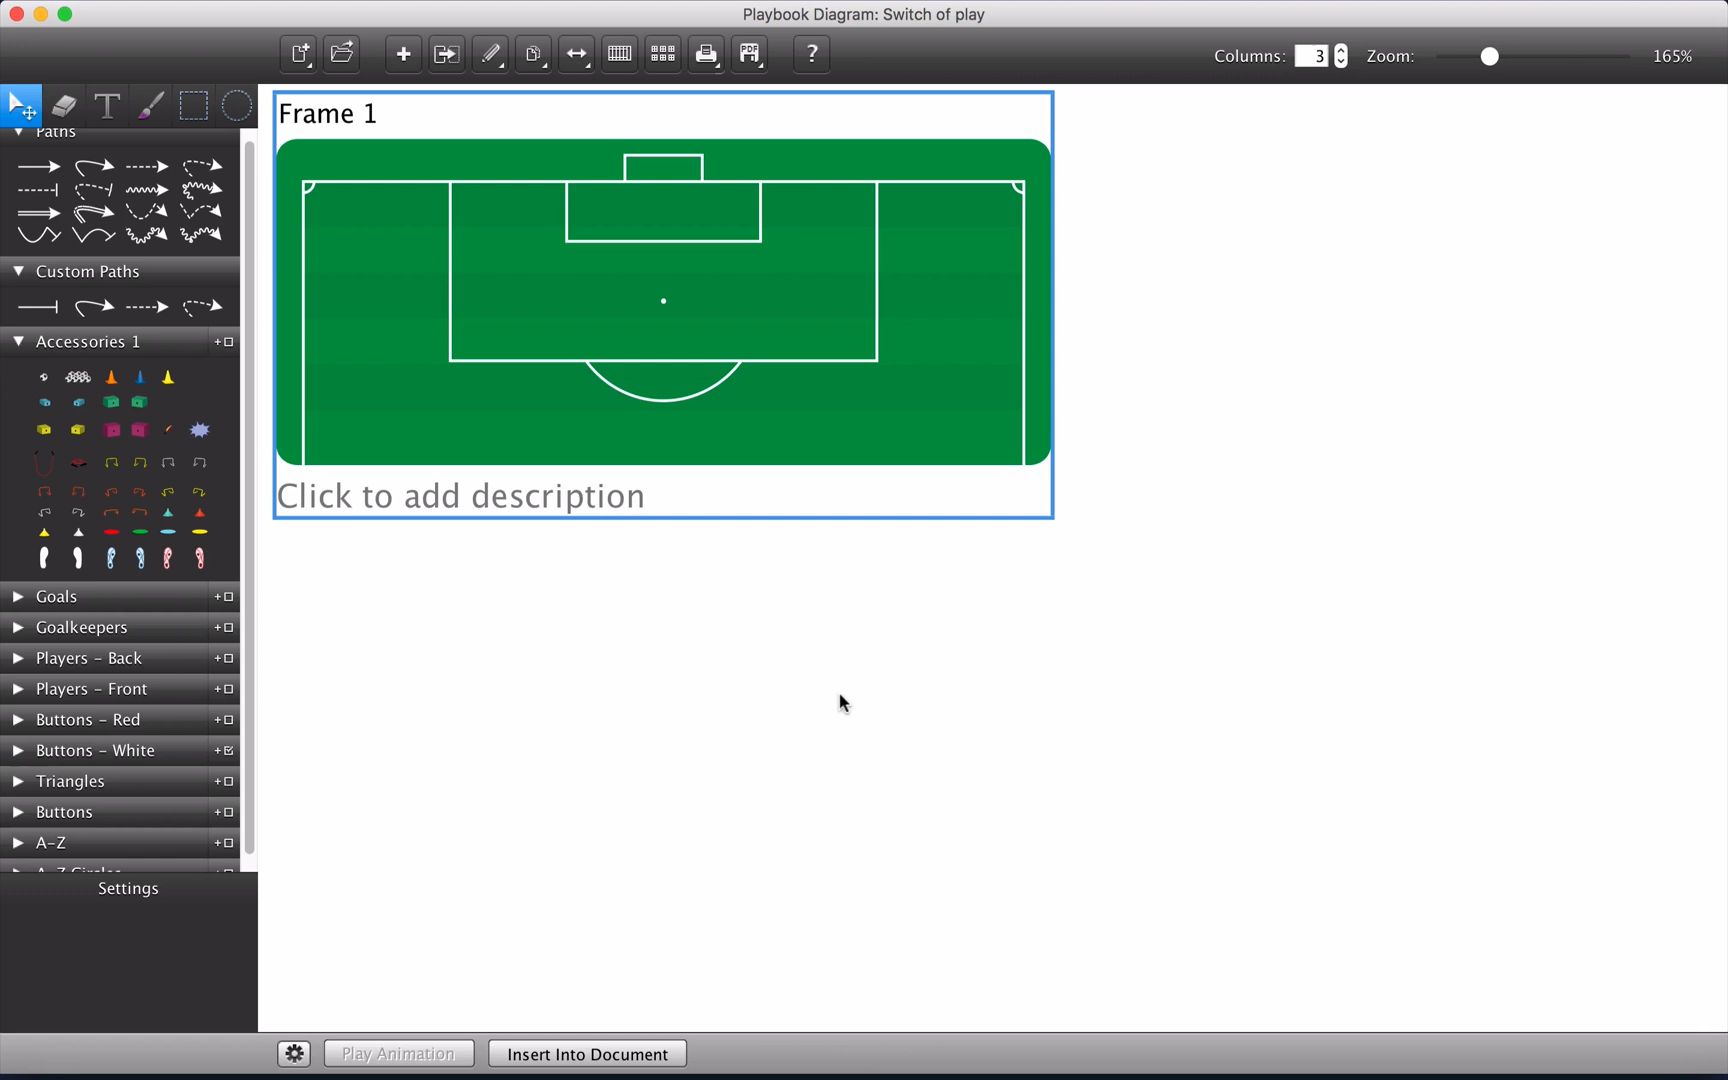 Playbook Diagram: Switch of play
PDF
?
Columns: 3
Zoom: 165%
T
Paths
Custom Paths
Accessories 1
Goals
Goalkeepers
Players – Back
Players – Front
Buttons – Red
Buttons – White
Triangles
Buttons
A–Z
A–Z Circles
Settings
Frame 1
Click to add description
Play Animation
Insert Into Document